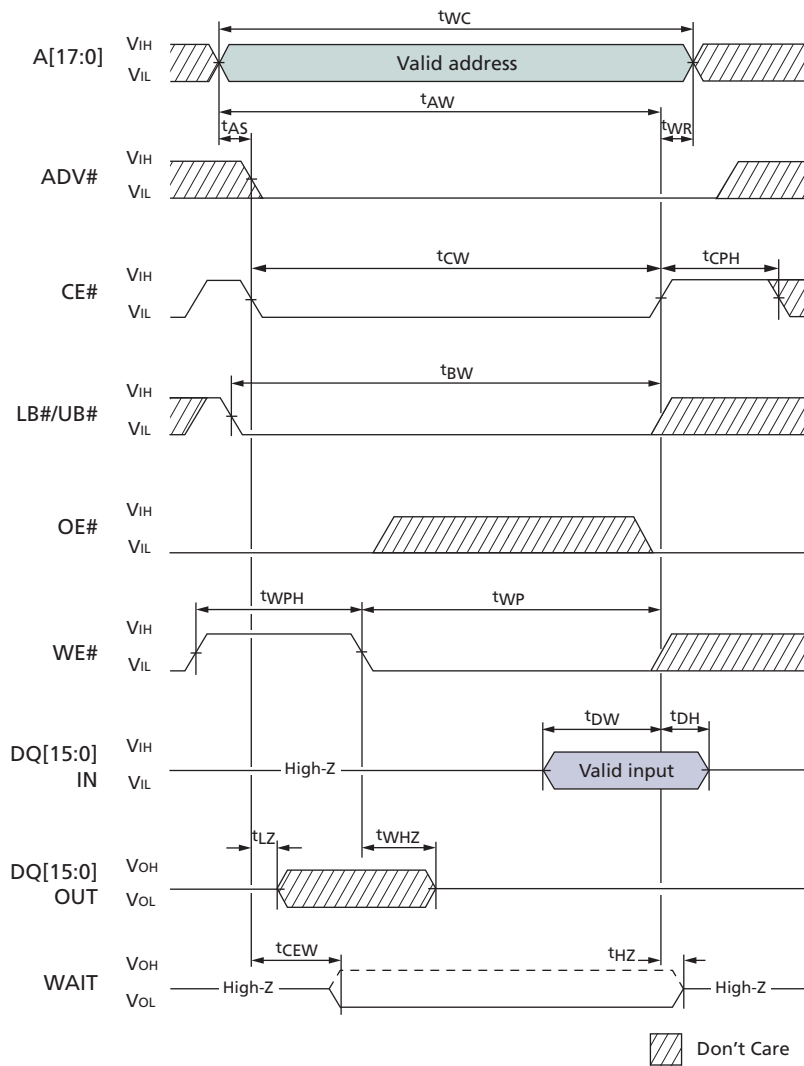 tWC
A[17:0] VIH VIL Valid address
tAW
tAS tWR
ADV# VIH VIL
tCW tCPH
CE# VIH VIL
tBW
LB#/UB# VIH VIL
OE# VIH VIL
tWPH tWP
WE# VIH VIL
tDW tDH
DQ[15:0] IN VIH VIL High-Z Valid input
tLZ tWHZ
DQ[15:0] OUT VOH VOL
tCEW tHZ
WAIT VOH VOL High-Z High-Z
Don't Care